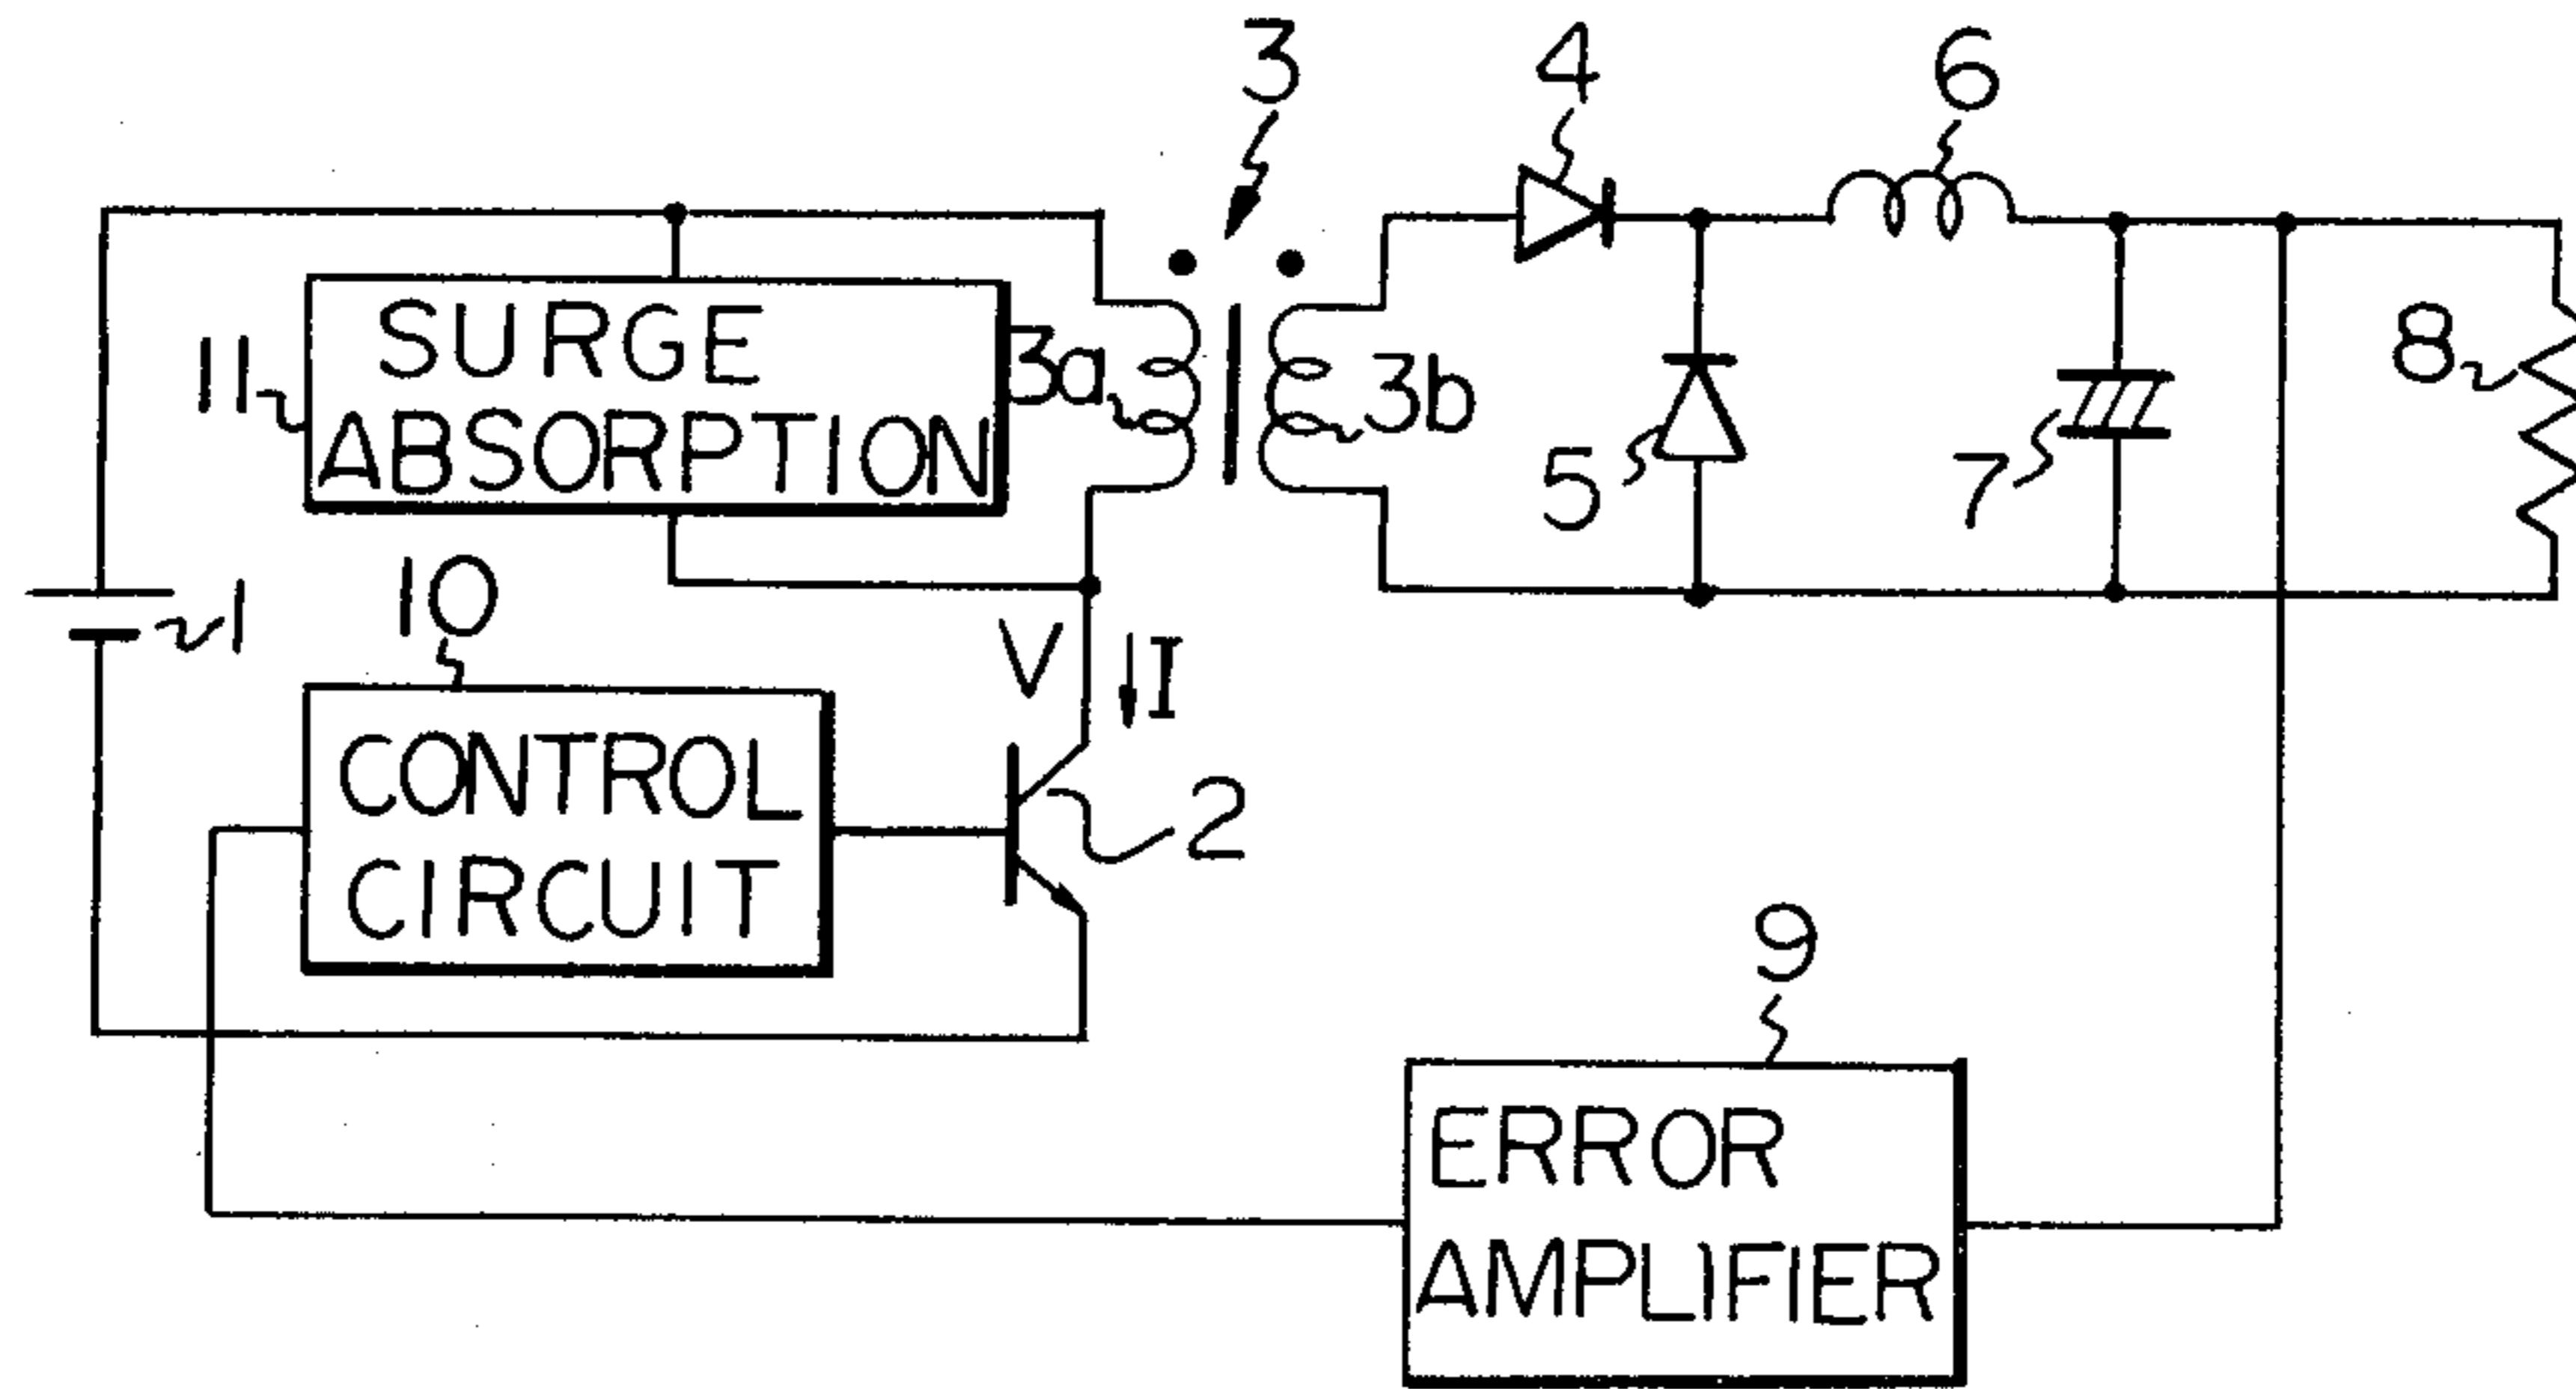 3
4
6
SURGE
ABSORPTION
11
3a
3b
5
7
8
1
10
V
I
CONTROL
CIRCUIT
2
9
ERROR
AMPLIFIER